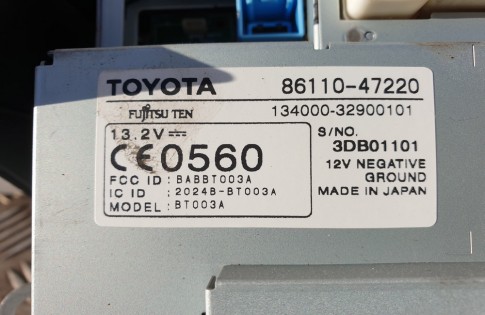 TOYOTA 86110-47220
FUJITSU TEN 134000-32900101
13.2V⎓ S/NO.
CE0560 3DB01101
FCC ID : BABBT003A 12V NEGATIVE
IC ID : 2024B-BT003A GROUND
MODEL : BT003A MADE IN JAPAN